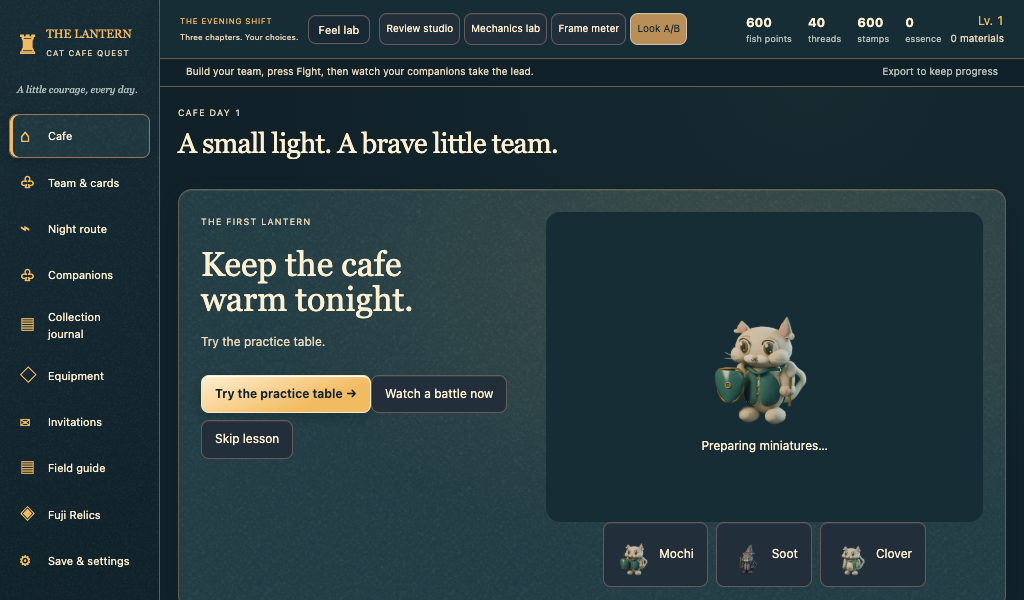 THE LANTERN
CAT CAFE QUEST
A little courage, every day.
Cafe
Team & cards
Night route
Companions
Collection
journal
Equipment
Invitations
Field guide
Fuji Relics
Save & settings
THE EVENING SHIFT
Three chapters. Your choices.
Feel lab
Review studio
Mechanics lab
Frame meter
Look A/B
600
fish points
40
threads
600
stamps
0
essence
Lv. 1
0 materials
Build your team, press Fight, then watch your companions take the lead.
Export to keep progress
CAFE DAY 1
A small light. A brave little team.
THE FIRST LANTERN
Keep the cafe
warm tonight.
Try the practice table.
Try the practice table →
Watch a battle now
Skip lesson
Preparing miniatures...
Mochi
Soot
Clover